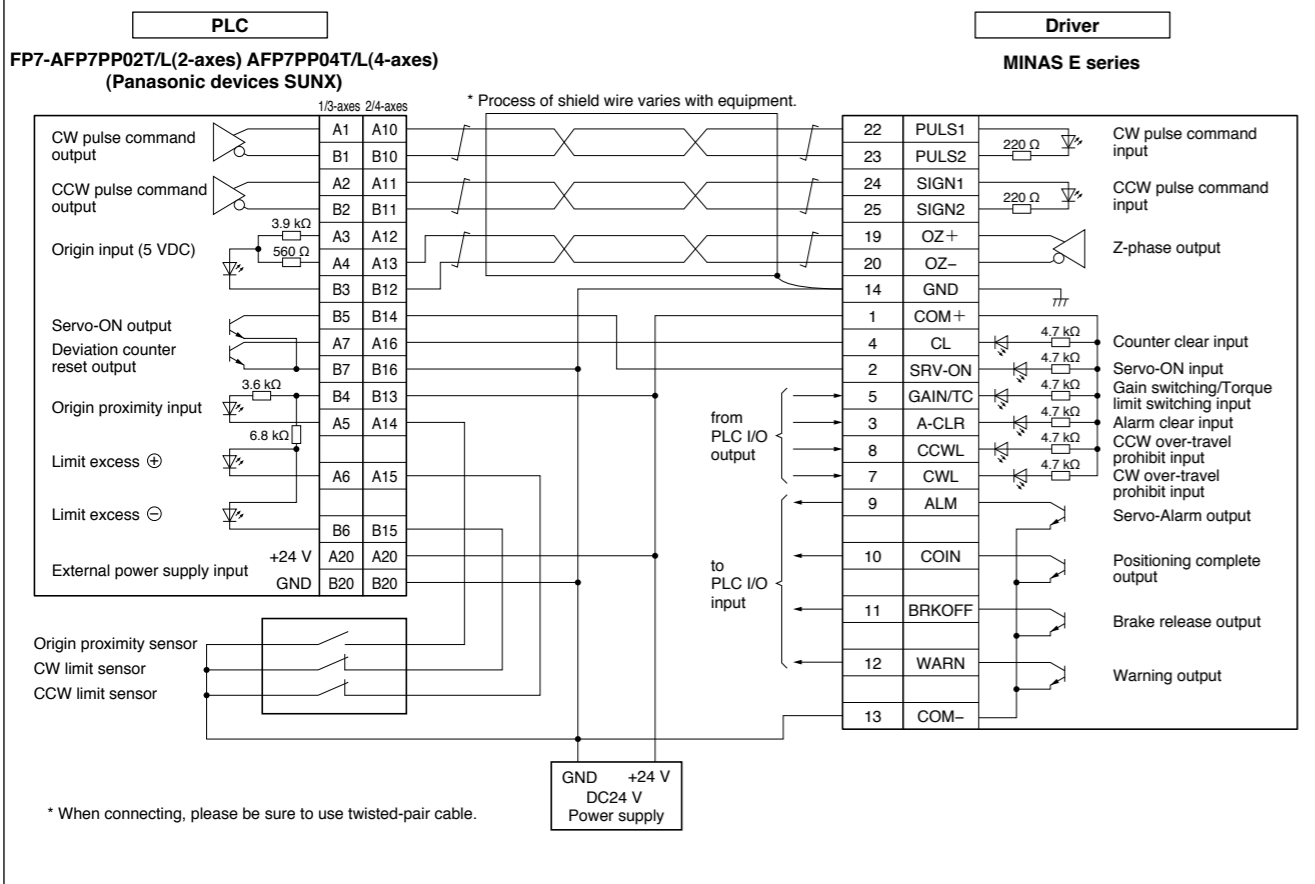 PLC
Driver
FP7-AFP7PP02T/L(2-axes) AFP7PP04T/L(4-axes)
(Panasonic devices SUNX)
MINAS E series
1/3-axes 2/4-axes
* Process of shield wire varies with equipment.
CW pulse command
output
A1 A10
B1 B10
CCW pulse command
output
A2 A11
B2 B11
Origin input (5 VDC)
3.9 kΩ
560 Ω
A3 A12
A4 A13
B3 B12
Servo-ON output
B5 B14
Deviation counter
reset output
A7 A16
B7 B16
Origin proximity input
3.6 kΩ
6.8 kΩ
B4 B13
A5 A14
Limit excess ⊕
A6 A15
Limit excess ⊖
B6 B15
External power supply input
+24 V A20 A20
GND B20 B20
Origin proximity sensor
CW limit sensor
CCW limit sensor
22 PULS1
23 PULS2
220 Ω
CW pulse command
input
24 SIGN1
25 SIGN2
220 Ω
CCW pulse command
input
19 OZ+
20 OZ−
Z-phase output
14 GND
1 COM+
4 CL 4.7 kΩ Counter clear input
2 SRV-ON 4.7 kΩ Servo-ON input
5 GAIN/TC 4.7 kΩ Gain switching/Torque
limit switching input
3 A-CLR 4.7 kΩ Alarm clear input
8 CCWL 4.7 kΩ CCW over-travel
prohibit input
7 CWL 4.7 kΩ CW over-travel
prohibit input
from
PLC I/O
output
9 ALM Servo-Alarm output
10 COIN Positioning complete
output
11 BRKOFF Brake release output
12 WARN Warning output
13 COM−
to
PLC I/O
input
GND +24 V
DC24 V
Power supply
* When connecting, please be sure to use twisted-pair cable.